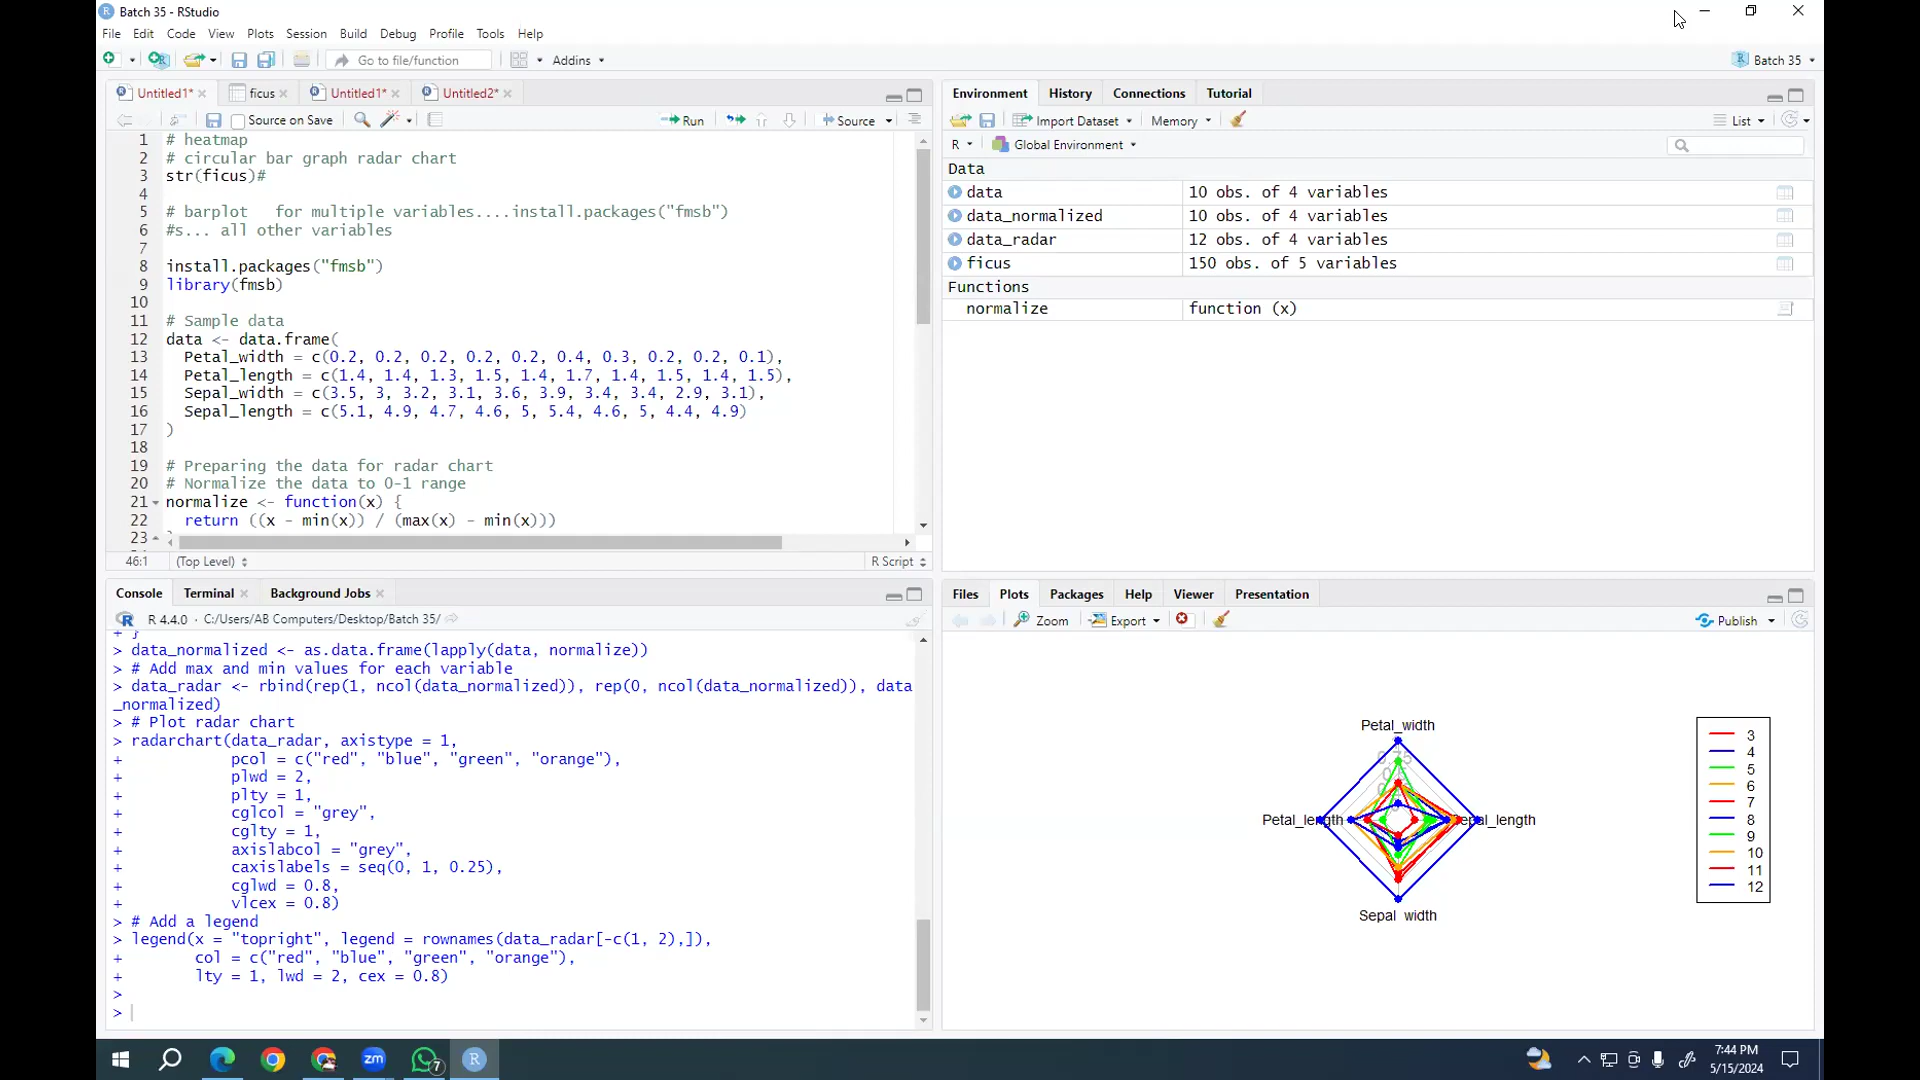 Batch 35 - RStudio
File Edit Code View Plots Session Build Debug Profile Tools Help
Go to file/function Addins Batch 35
Untitled1* ficus Untitled1* Untitled2*
Source on Save Run Source
1 # heatmap
2 # circular bar graph radar chart
3 str(ficus)#
4
5 # barplot   for multiple variables....install.packages("fmsb")
6 #s... all other variables
7
8 install.packages("fmsb")
9 library(fmsb)
10
11 # Sample data
12 data <- data.frame(
13 Petal_width = c(0.2, 0.2, 0.2, 0.2, 0.2, 0.4, 0.3, 0.2, 0.2, 0.1),
14 Petal_length = c(1.4, 1.4, 1.3, 1.5, 1.4, 1.7, 1.4, 1.5, 1.4, 1.5),
15 Sepal_width = c(3.5, 3, 3.2, 3.1, 3.6, 3.9, 3.4, 3.4, 2.9, 3.1),
16 Sepal_length = c(5.1, 4.9, 4.7, 4.6, 5, 5.4, 4.6, 5, 4.4, 4.9)
17 )
18
19 # Preparing the data for radar chart
20 # Normalize the data to 0-1 range
21 normalize <- function(x) {
22 return ((x - min(x)) / (max(x) - min(x)))
23
46:1 (Top Level) R Script
Console Terminal Background Jobs
R 4.4.0 · C:/Users/AB Computers/Desktop/Batch 35/
+ }
> data_normalized <- as.data.frame(lapply(data, normalize))
> # Add max and min values for each variable
> data_radar <- rbind(rep(1, ncol(data_normalized)), rep(0, ncol(data_normalized)), data
_normalized)
> # Plot radar chart
> radarchart(data_radar, axistype = 1,
+ pcol = c("red", "blue", "green", "orange"),
+ plwd = 2,
+ plty = 1,
+ cglcol = "grey",
+ cglty = 1,
+ axislabcol = "grey",
+ caxislabels = seq(0, 1, 0.25),
+ cglwd = 0.8,
+ vlcex = 0.8)
> # Add a legend
> legend(x = "topright", legend = rownames(data_radar[-c(1, 2),]),
+ col = c("red", "blue", "green", "orange"),
+ lty = 1, lwd = 2, cex = 0.8)
>
>
Environment History Connections Tutorial
Import Dataset Memory List
R Global Environment
Data
data 10 obs. of 4 variables
data_normalized 10 obs. of 4 variables
data_radar 12 obs. of 4 variables
ficus 150 obs. of 5 variables
Functions
normalize function (x)
Files Plots Packages Help Viewer Presentation
Zoom Export Publish
Petal_width
Petal_length
Sepal_length
Sepal_width
3
4
5
6
7
8
9
10
11
12
zm
7
7:44 PM
5/15/2024